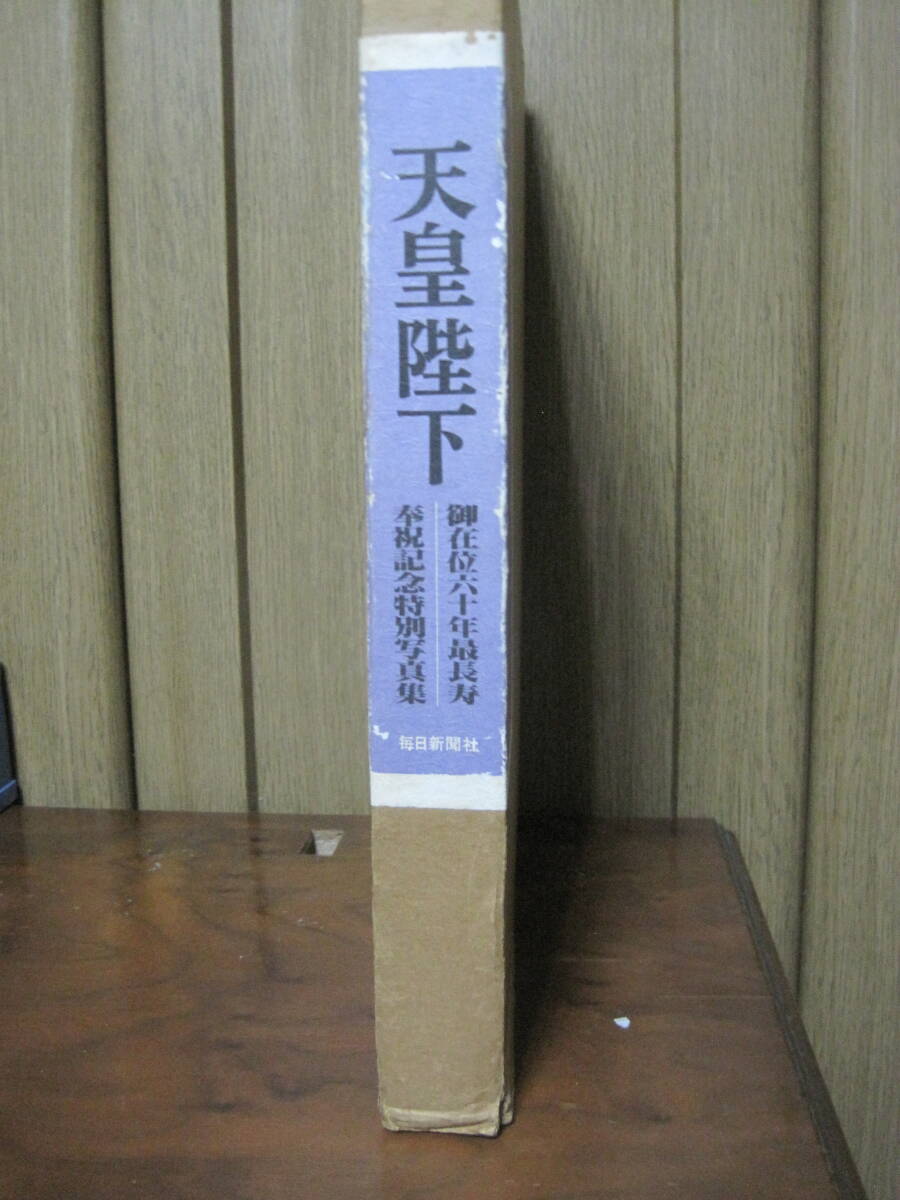 天皇陛下
御在位六十年最長寿
奉祝記念特別写真集
毎日新聞社